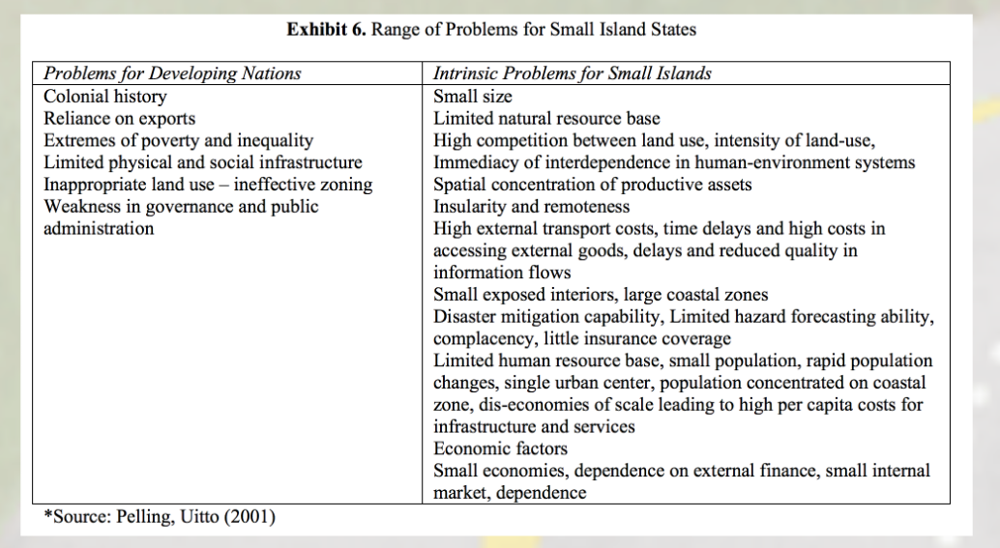 Exhibit 6. Range of Problems for Small Island States
Problems for Developing Nations
Colonial history
Reliance on exports
Extremes of poverty and inequality
Limited physical and social infrastructure
Inappropriate land use – ineffective zoning
Weakness in governance and public
administration
Intrinsic Problems for Small Islands
Small size
Limited natural resource base
High competition between land use, intensity of land-use,
Immediacy of interdependence in human-environment systems
Spatial concentration of productive assets
Insularity and remoteness
High external transport costs, time delays and high costs in
accessing external goods, delays and reduced quality in
information flows
Small exposed interiors, large coastal zones
Disaster mitigation capability, Limited hazard forecasting ability,
complacency, little insurance coverage
Limited human resource base, small population, rapid population
changes, single urban center, population concentrated on coastal
zone, dis-economies of scale leading to high per capita costs for
infrastructure and services
Economic factors
Small economies, dependence on external finance, small internal
market, dependence
*Source: Pelling, Uitto (2001)